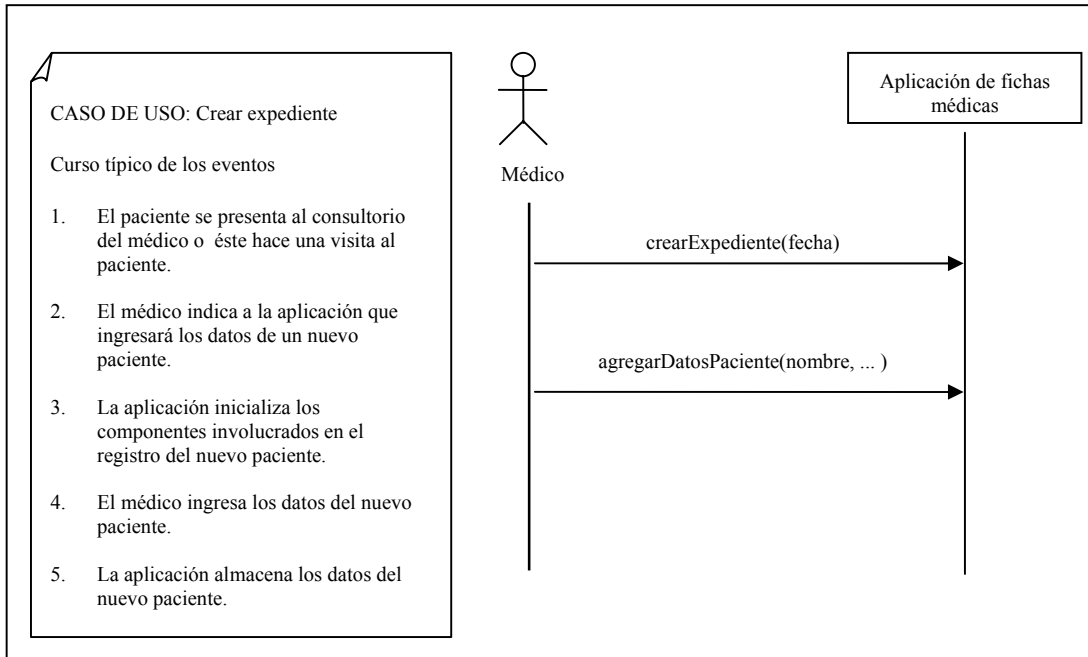 CASO DE USO: Crear expediente
Curso típico de los eventos
1. El paciente se presenta al consultorio
del médico o éste hace una visita al
paciente.
2. El médico indica a la aplicación que
ingresará los datos de un nuevo
paciente.
3. La aplicación inicializa los
componentes involucrados en el
registro del nuevo paciente.
4. El médico ingresa los datos del nuevo
paciente.
5. La aplicación almacena los datos del
nuevo paciente.
Médico
Aplicación de fichas
médicas
crearExpediente(fecha)
agregarDatosPaciente(nombre, ... )